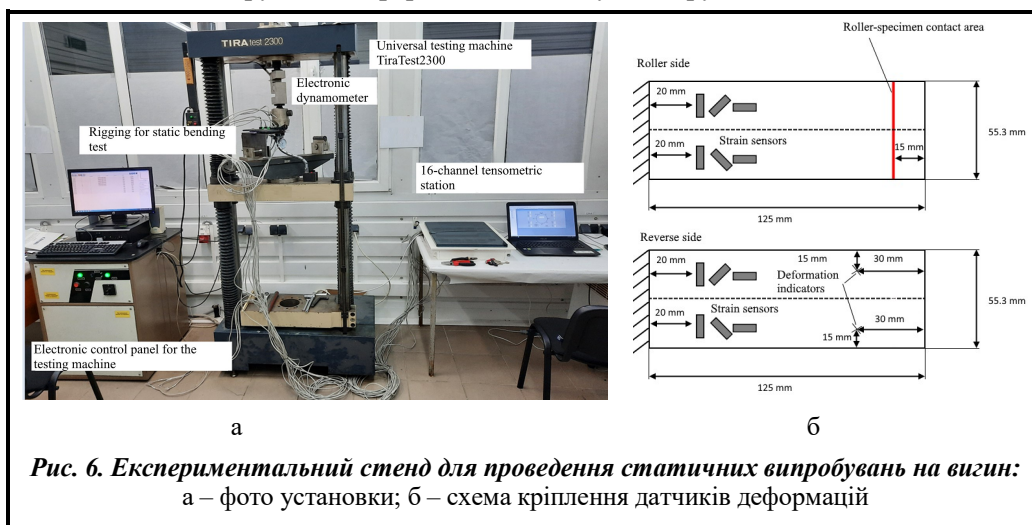 TIRAtest 2300
Universal testing machine
TiraTest2300
Electronic
dynamometer
Rigging for static bending
test
16-channel tensometric
station
Electronic control panel for the
testing machine
Roller-specimen contact area
Roller side
20 mm
Strain sensors
20 mm
15 mm
55.3 mm
125 mm
Reverse side
20 mm
15 mm
30 mm
Deformation
indicators
Strain sensors
20 mm
30 mm
15 mm
55.3 mm
125 mm
а
б
Рис. 6. Експериментальний стенд для проведення статичних випробувань на вигин:
а – фото установки; б – схема кріплення датчиків деформацій